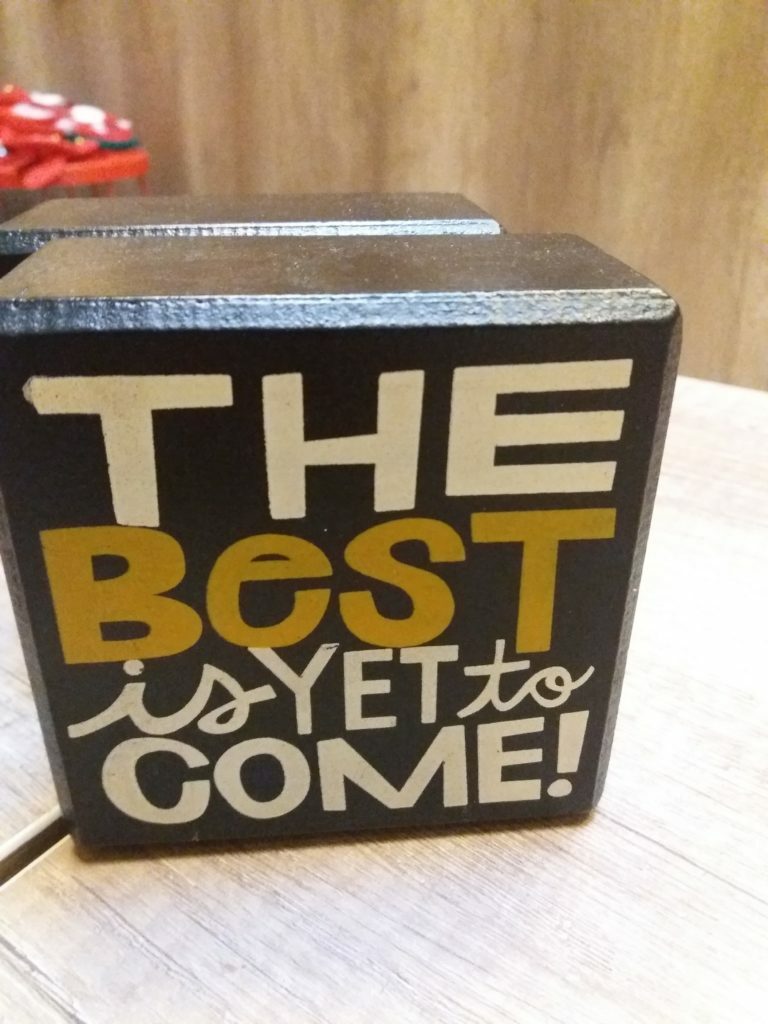 THE
BeST
is YET to
COME!